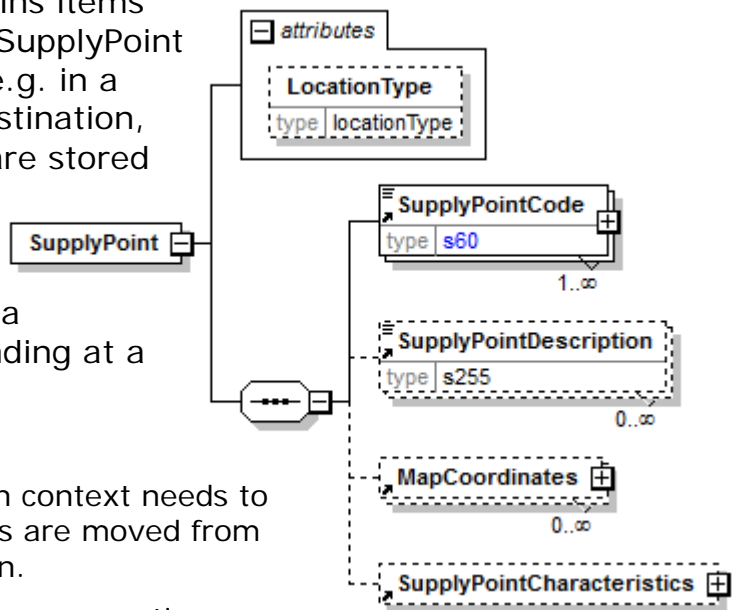 ins items
SupplyPoint
e.g. in a
stination,
are stored
a
ding at a
n context needs to
s are moved from
n.
attributes
LocationType
type locationType
SupplyPoint
SupplyPointCode
type s60
1..∞
SupplyPointDescription
type s255
0..∞
MapCoordinates
0..∞
SupplyPointCharacteristics